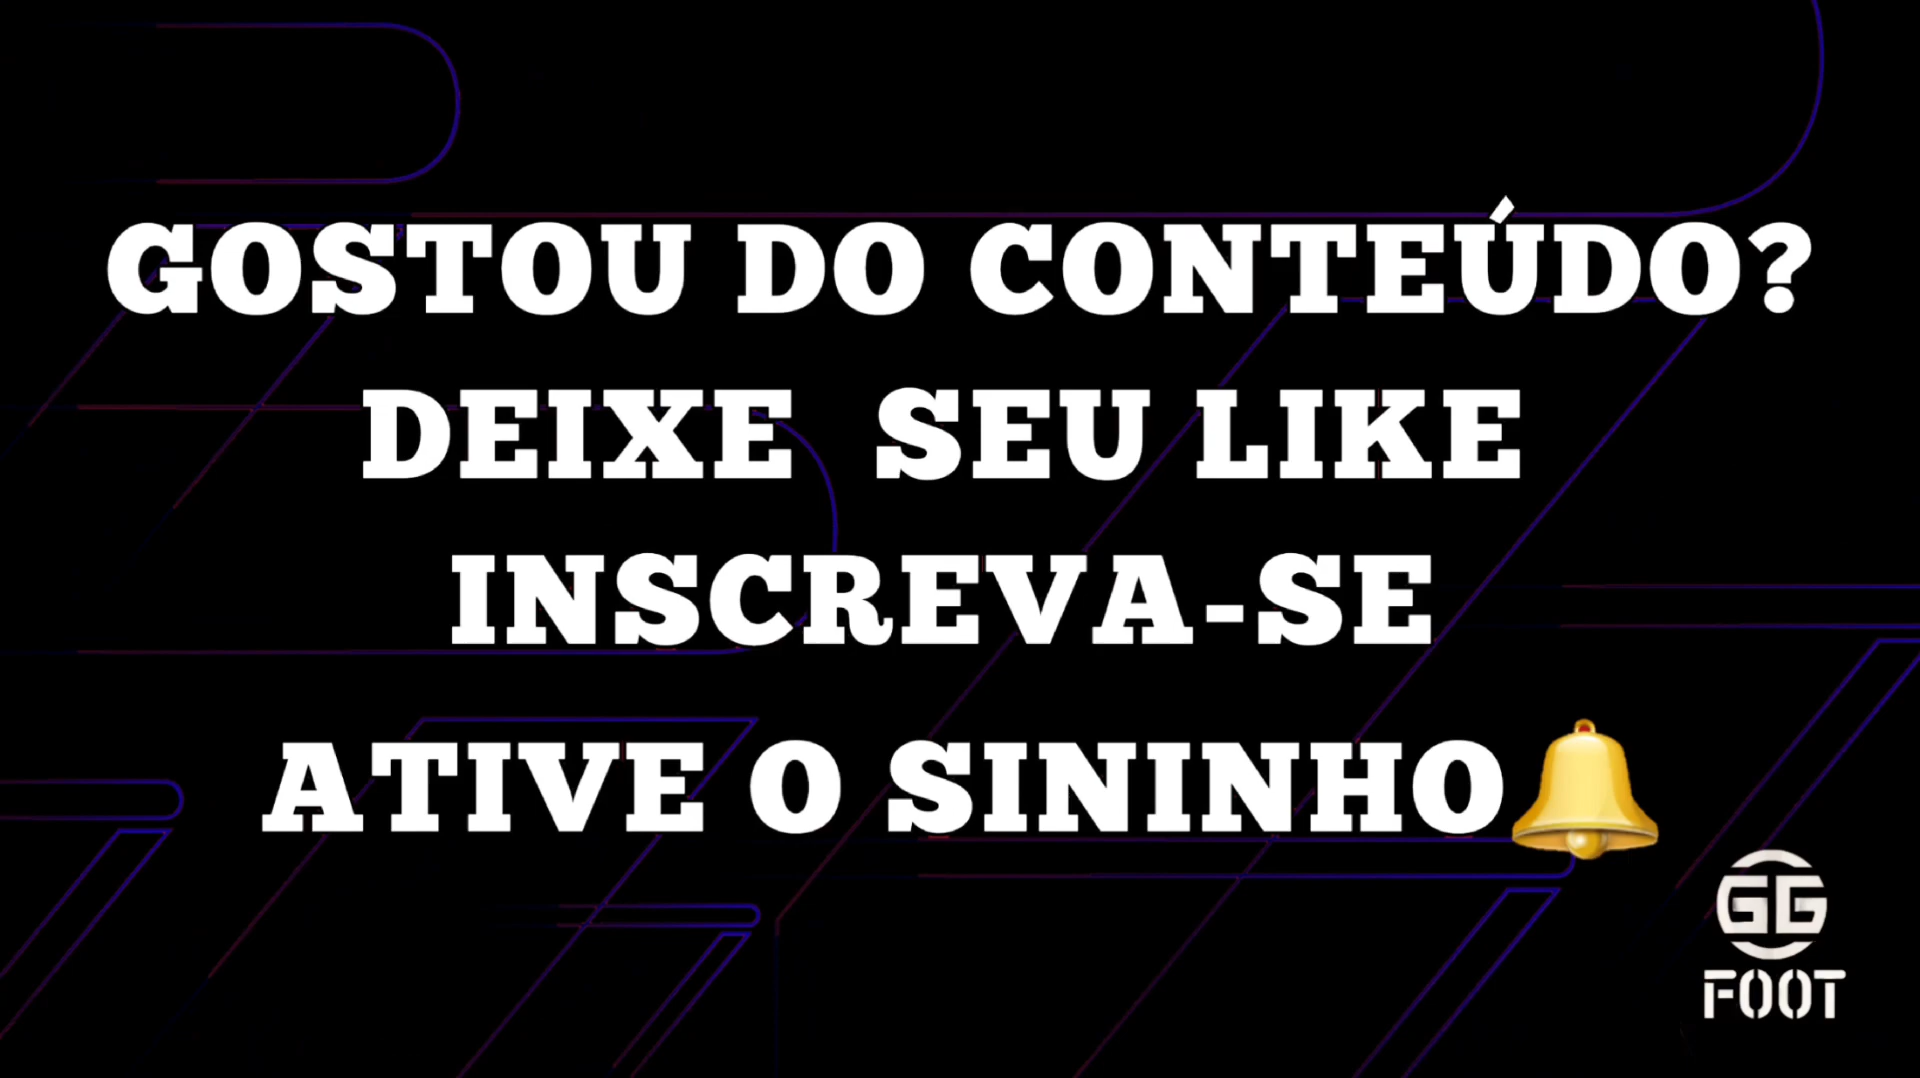 GOSTOU DO CONTEÚDO?
DEIXE SEU LIKE
INSCREVA-SE
ATIVE O SININHO
GG
FOOT